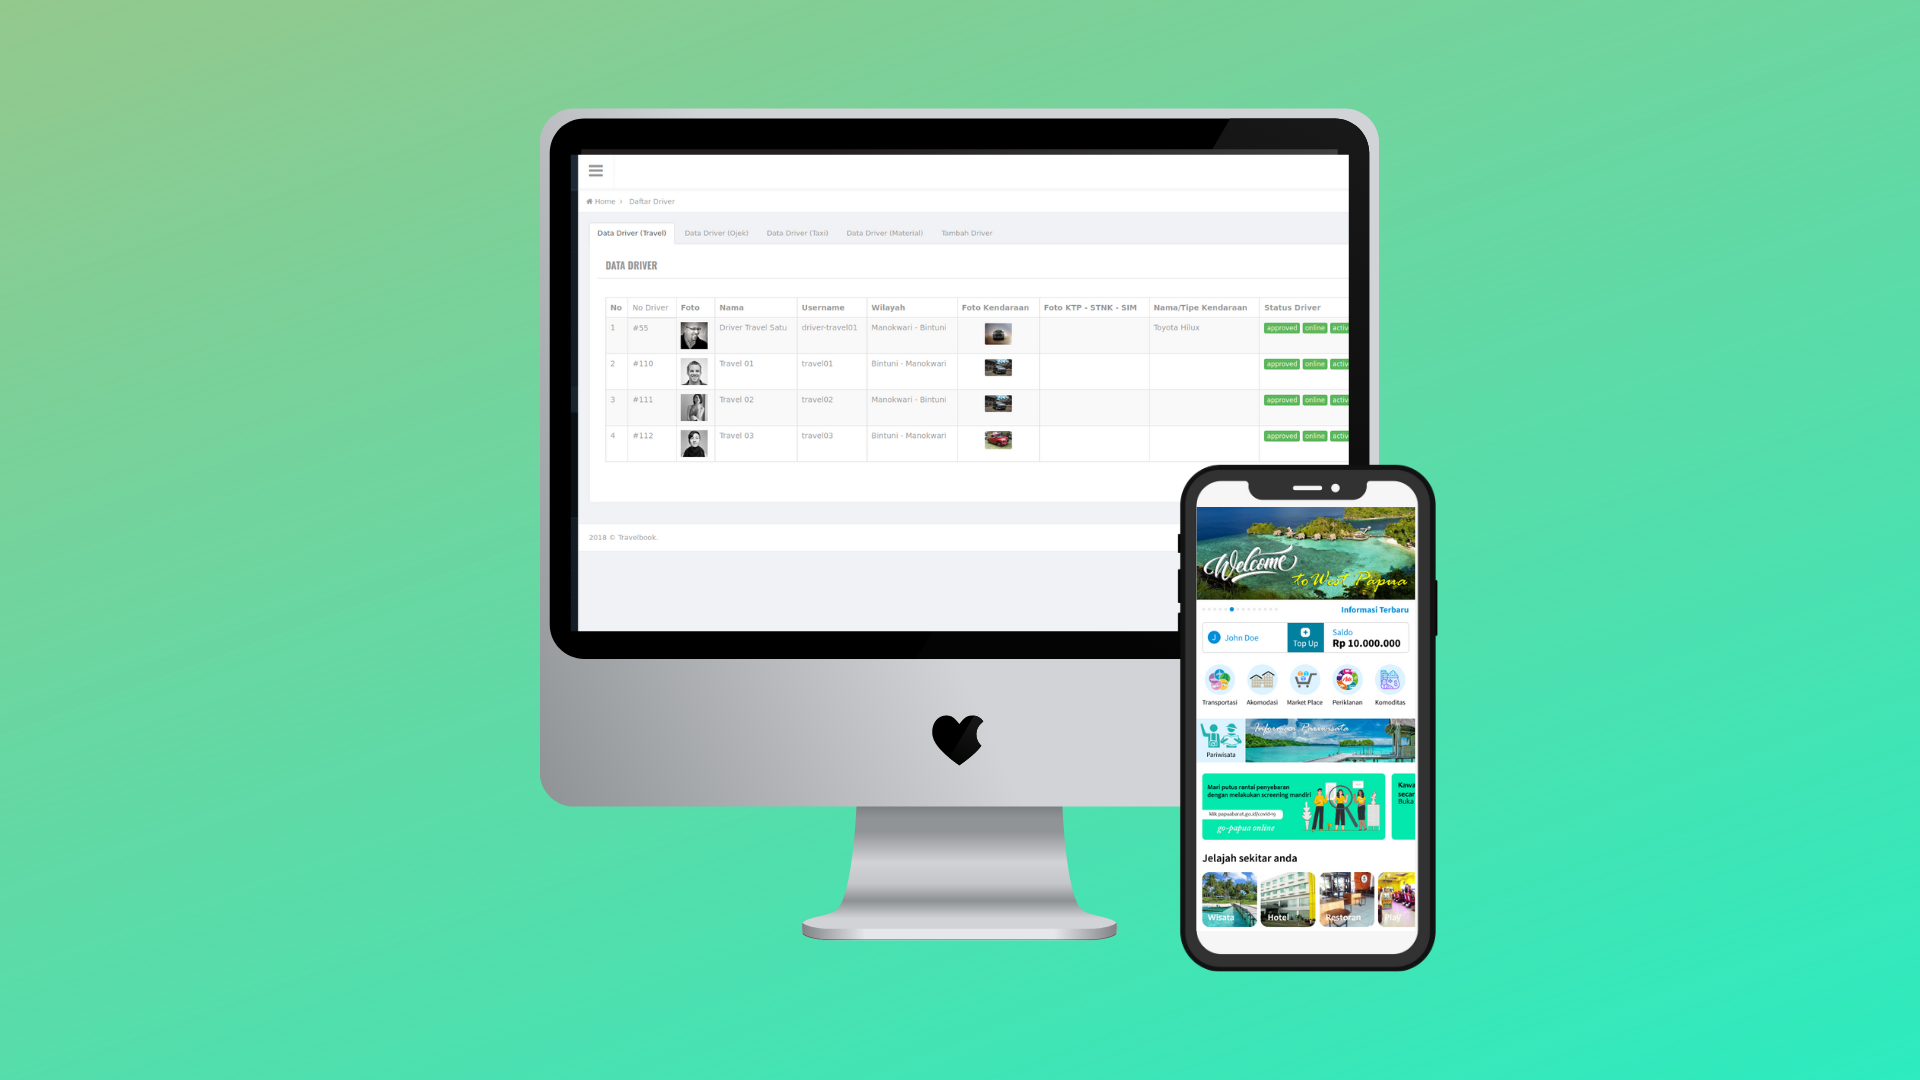 Home › Daftar Driver
Data Driver (Travel) Data Driver (Ojek) Data Driver (Taxi) Data Driver (Material) Tambah Driver
DATA DRIVER
No No Driver Foto Nama Username Wilayah Foto Kendaraan Foto KTP - STNK - SIM Nama/Tipe Kendaraan Status Driver
1 #55 Driver Travel Satu driver-travel01 Manokwari - Bintuni Toyota Hilux approved online activ
2 #110 Travel 01 travel01 Bintuni - Manokwari approved online activ
3 #111 Travel 02 travel02 Manokwari - Bintuni approved online activ
4 #112 Travel 03 travel03 Bintuni - Manokwari approved online activ
2018 © Travelbook.
Welcome
to West Papua
Informasi Terbaru
J John Doe
Top Up
Saldo
Rp 10.000.000
Transportasi Akomodasi Market Place Periklanan Komoditas
Pariwisata
Informasi Pariwisata
Mari putus rantai penyebaran
dengan melakukan screening mandiri
klik papuabarat.go.id/covid-19
go-papua online
Kawa
secar
Buka
Jelajah sekitar anda
Wisata Hotel Restoran Play